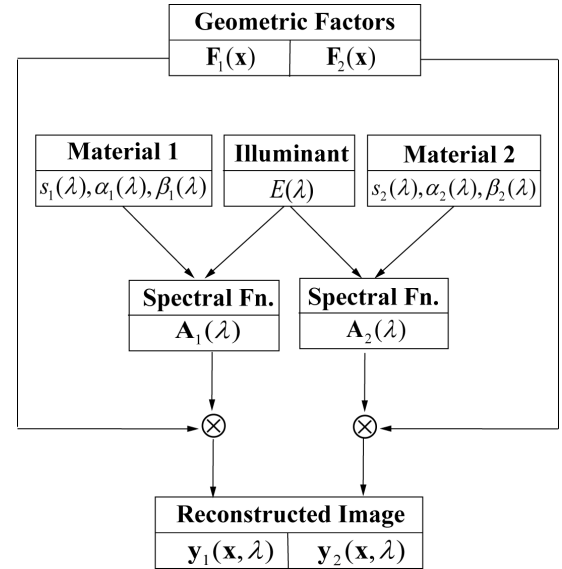 Geometric Factors
F₁(x) F₂(x)
Material 1 Illuminant Material 2
s₁(λ),α₁(λ),β₁(λ) E(λ) s₂(λ),α₂(λ),β₂(λ)
Spectral Fn. Spectral Fn.
A₁(λ) A₂(λ)
⊗ ⊗
Reconstructed Image
y₁(x,λ) y₂(x,λ)